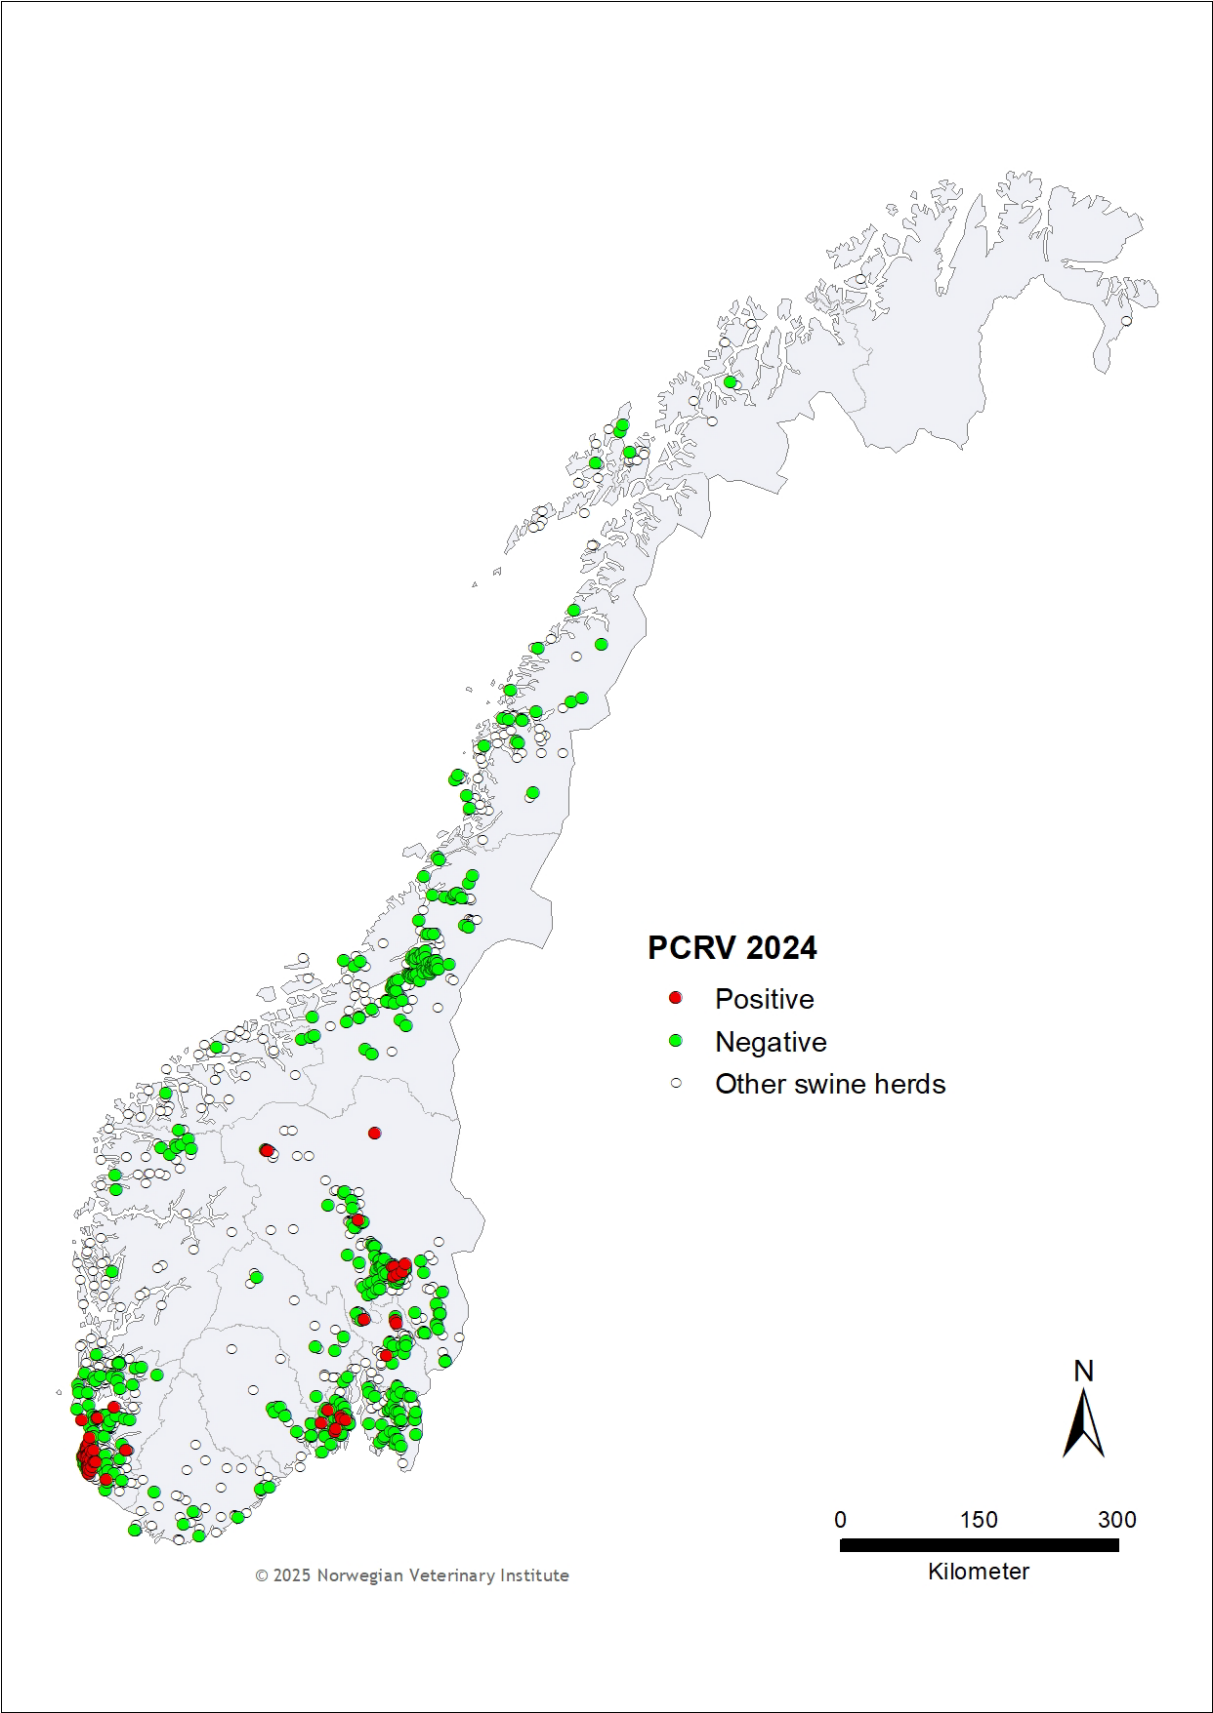 PCRV 2024
Positive
Negative
Other swine herds
N
0 150 300
Kilometer
© 2025 Norwegian Veterinary Institute